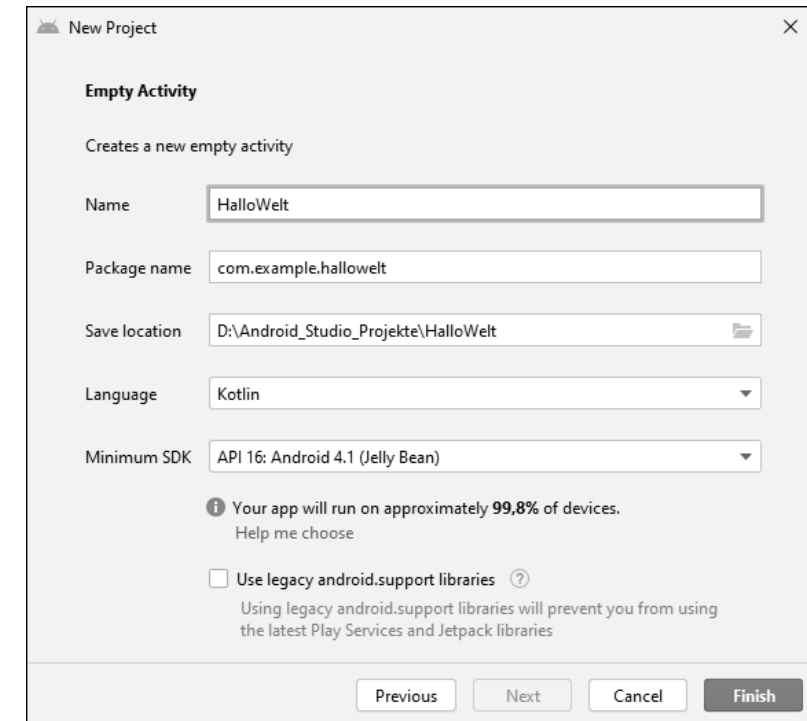 New Project
Empty Activity
Creates a new empty activity
Name HalloWelt
Package name com.example.hallowelt
Save location D:\Android_Studio_Projekte\HalloWelt
Language Kotlin
Minimum SDK API 16: Android 4.1 (Jelly Bean)
Your app will run on approximately 99,8% of devices.
Help me choose
Use legacy android.support libraries ?
Using legacy android.support libraries will prevent you from using
the latest Play Services and Jetpack libraries
Previous Next Cancel Finish